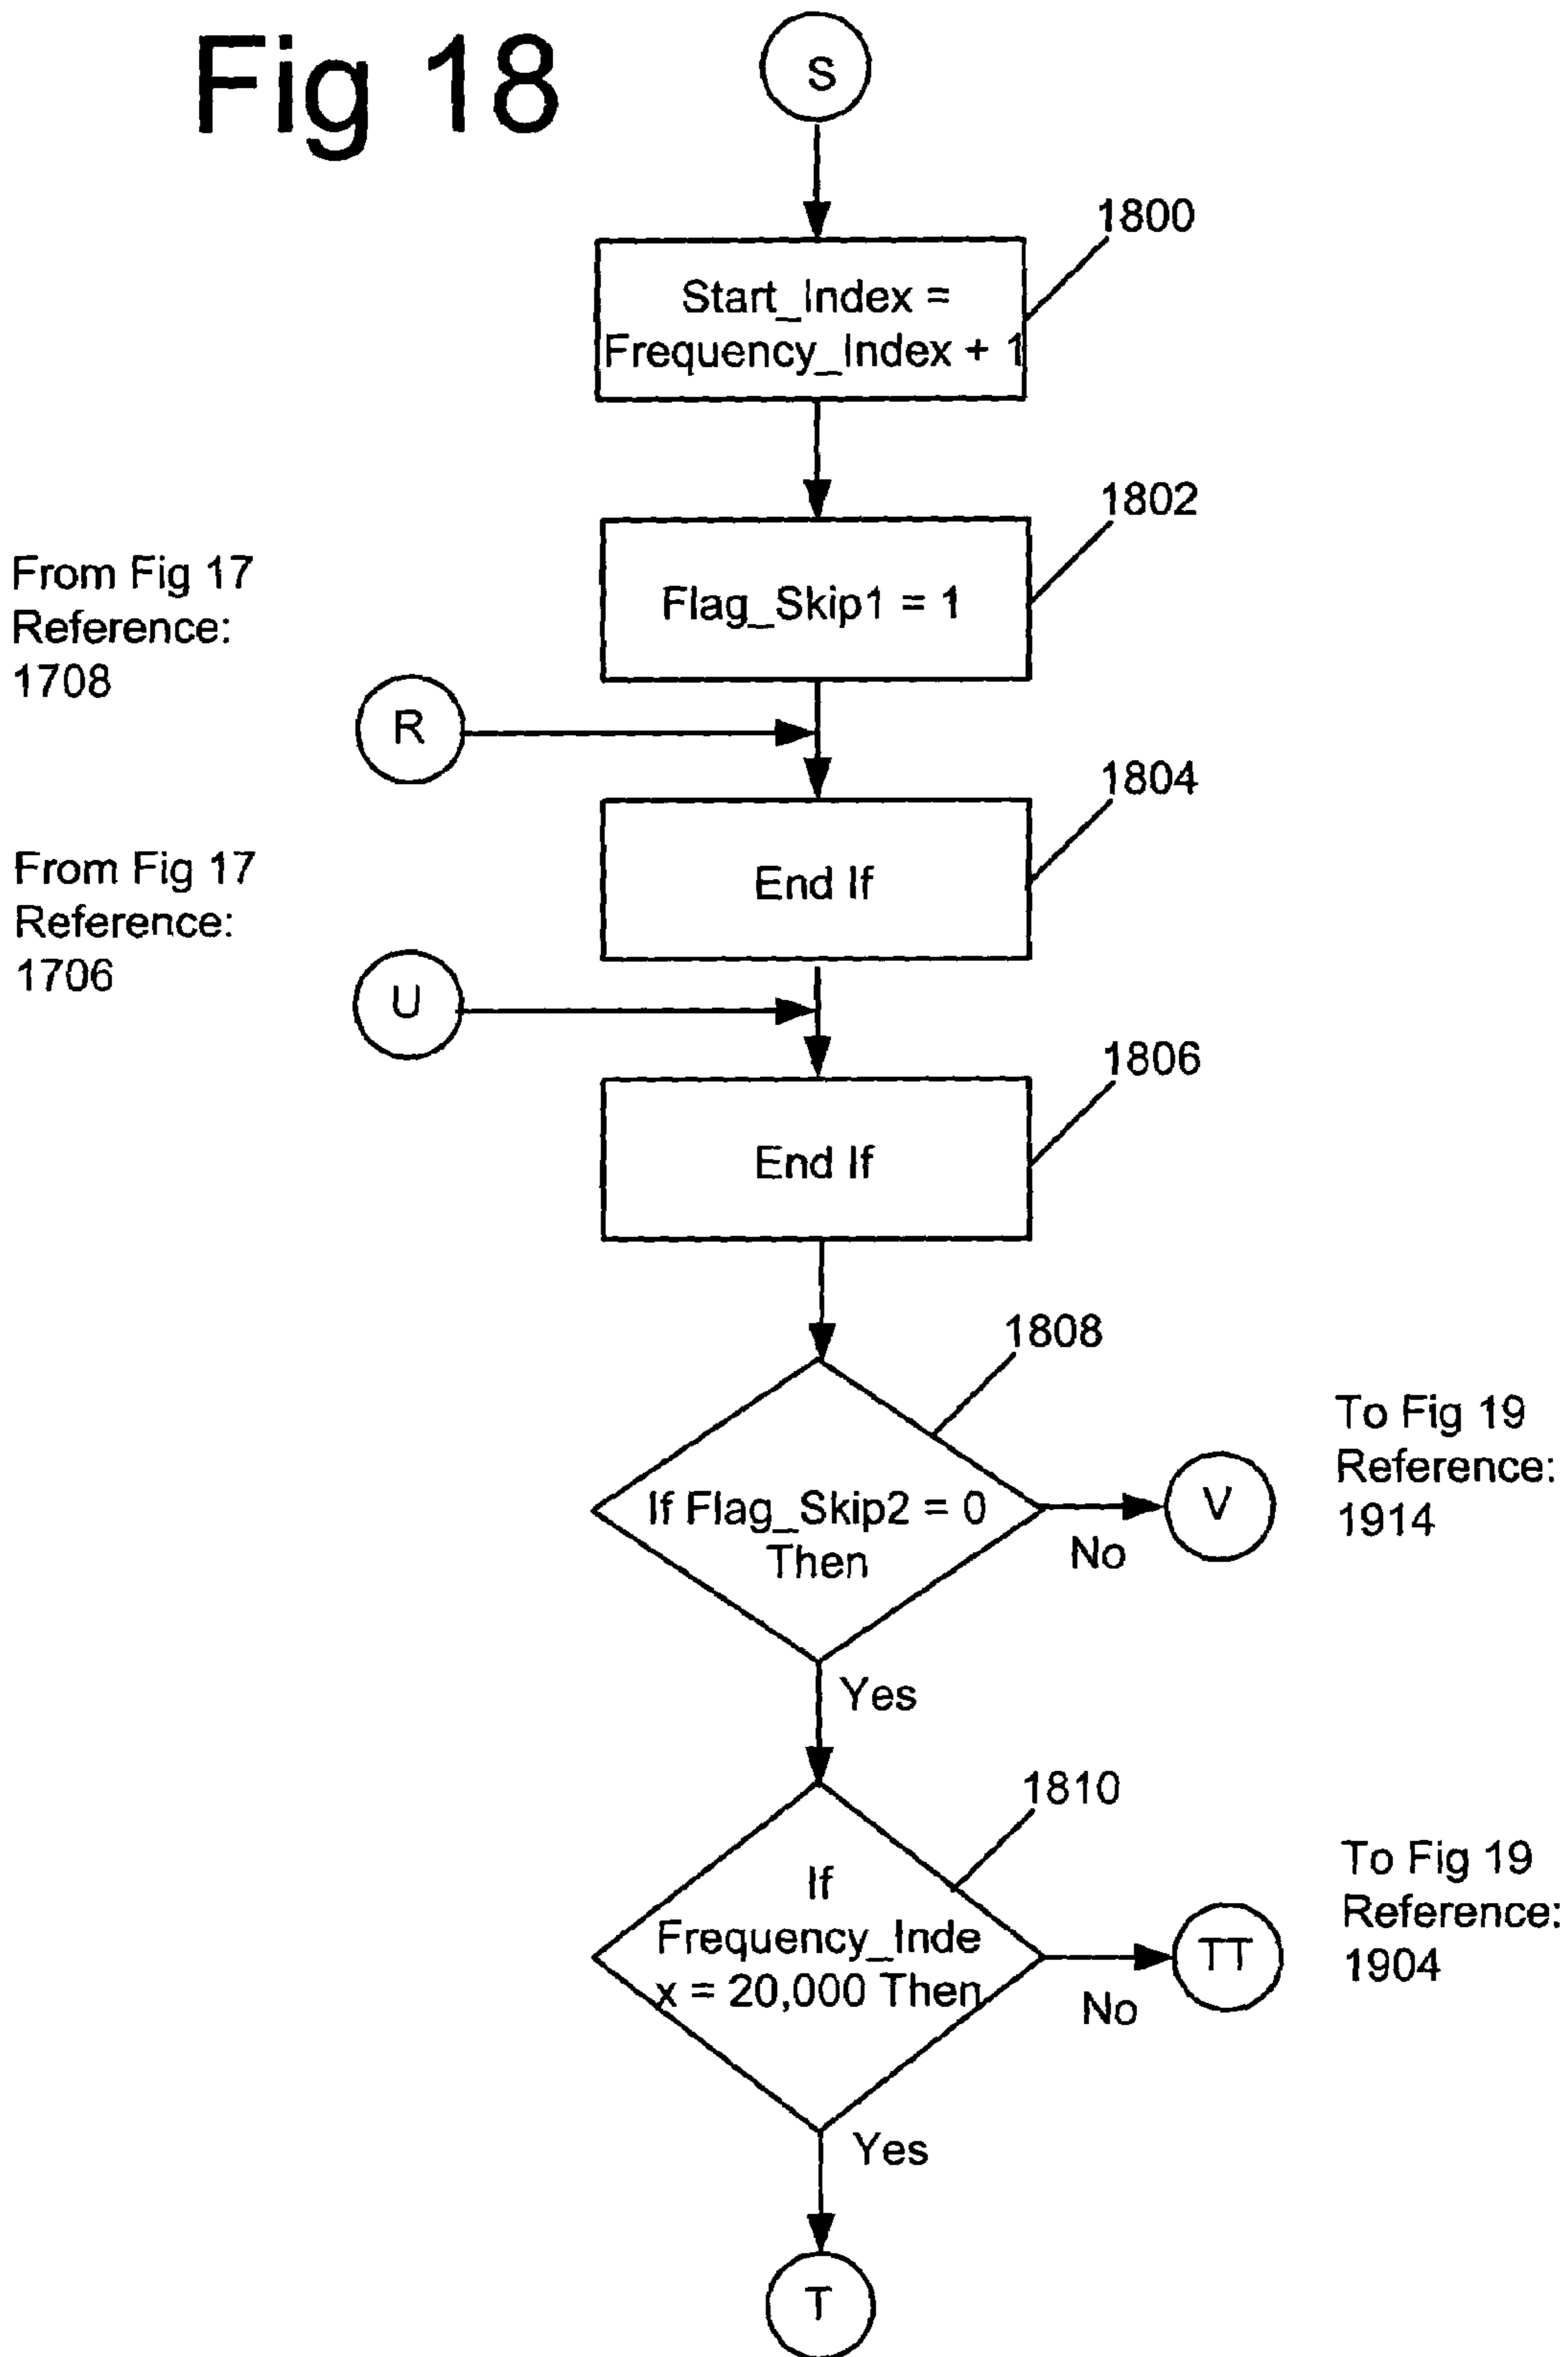 Fig 18
S
1800
Start_Index =
Frequency_Index + 1
1802
Flag_Skip1 = 1
From Fig 17
Reference:
1708
R
1804
End If
From Fig 17
Reference:
1706
U
1806
End If
1808
If Flag_Skip2 = 0
Then
No
V
To Fig 19
Reference:
1914
Yes
1810
If
Frequency_Inde
x = 20,000 Then
No
TT
To Fig 19
Reference:
1904
Yes
T